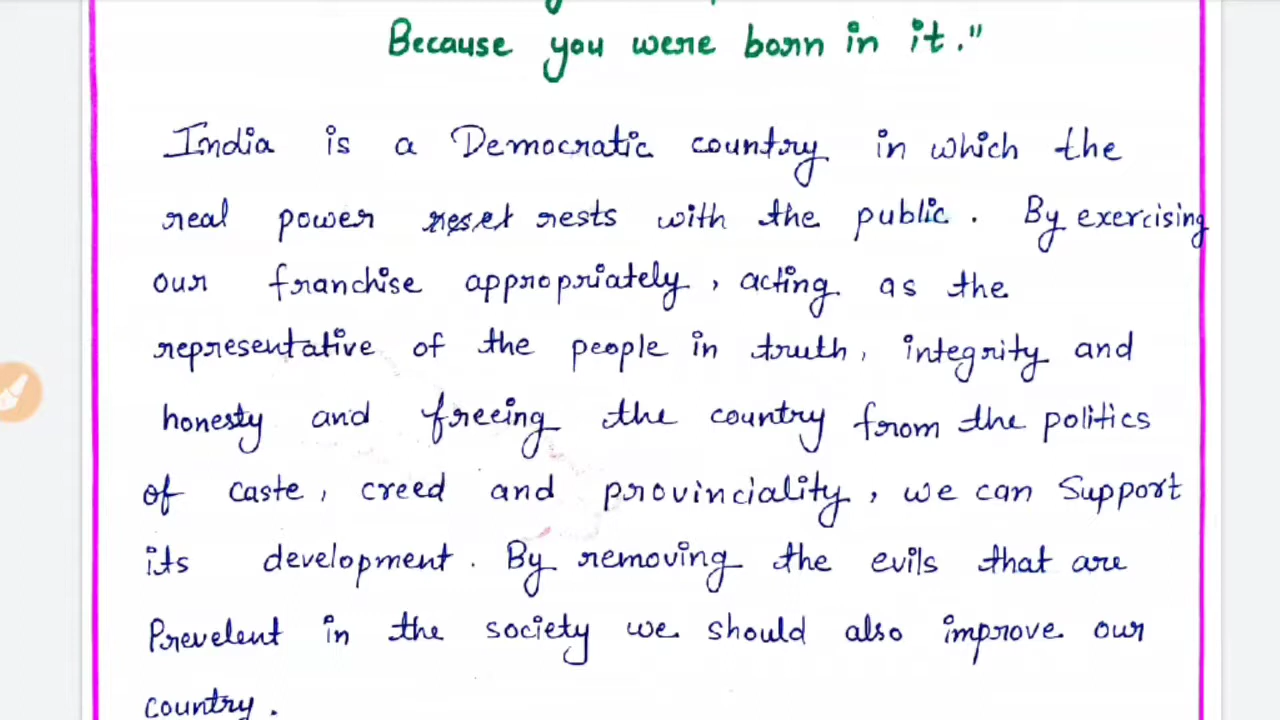 Because you were born in it."
India is a Democratic country in which the
real power reset rests with the public. By exercising
our franchise appropriately, acting as the
representative of the people in truth, integrity and
honesty and freeing the country from the politics
of caste, creed and provinciality, we can Support
its development. By removing the evils that are
Prevelent in the society we should also improve our
country.